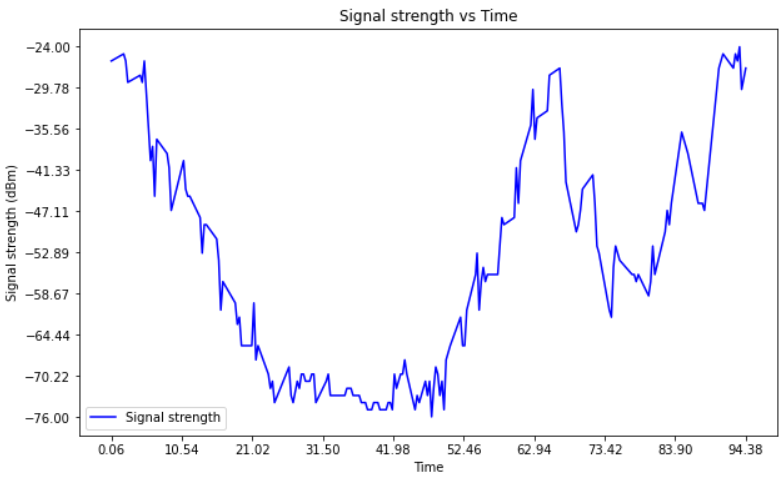 Signal strength vs Time
Signal strength (dBm)
−24.00
−29.78
−35.56
−41.33
−47.11
−52.89
−58.67
−64.44
−70.22
−76.00
Signal strength
0.06 10.54 21.02 31.50 41.98 52.46 62.94 73.42 83.90 94.38
Time